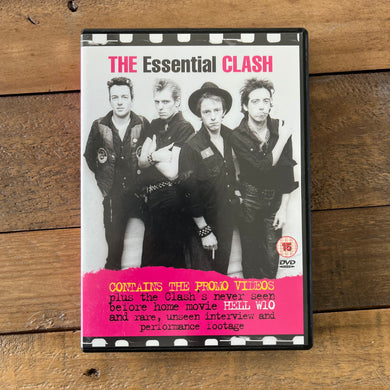 THE Essential CLASH
15
DVD
CONTAINS THE PROMO VIDEOS
plus the Clash's never seen
before home movie HELL W10
and rare, unseen interview and
performance footage